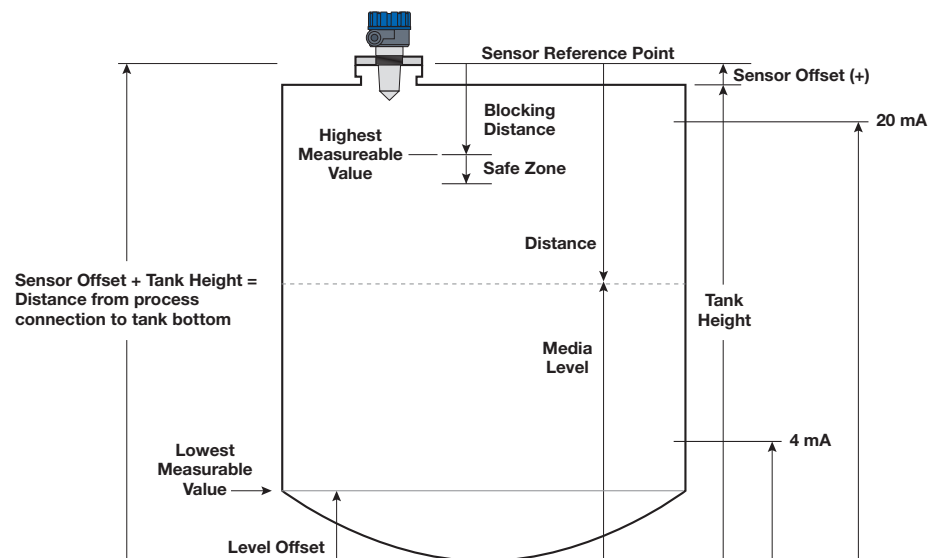 Sensor Reference Point
Sensor Offset (+)
Blocking
Distance
20 mA
Highest
Measureable
Value
Safe Zone
Distance
Sensor Offset + Tank Height =
Distance from process
connection to tank bottom
Tank
Height
Media
Level
4 mA
Lowest
Measurable
Value
Level Offset